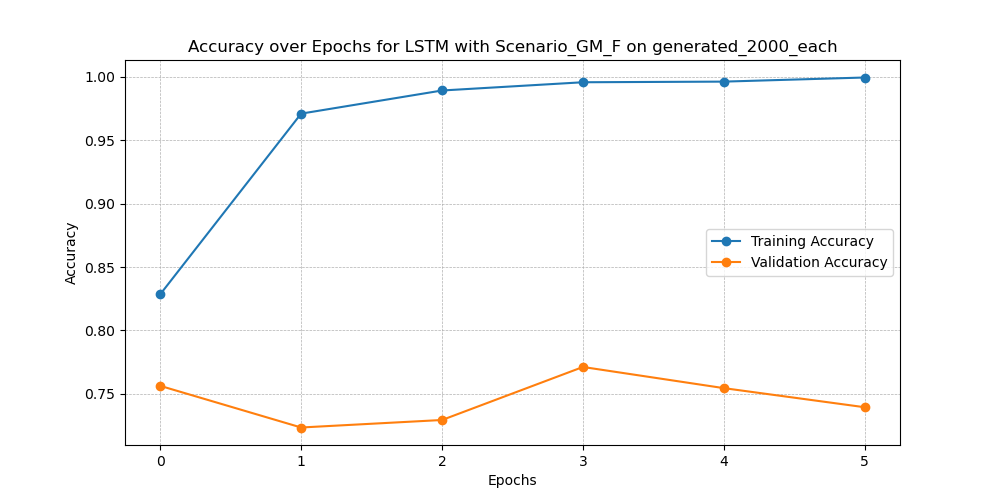 Accuracy over Epochs for LSTM with Scenario_GM_F on generated_2000_each
1.00
0.95
0.90
0.85
0.80
0.75
Accuracy
Training Accuracy
Validation Accuracy
0 1 2 3 4 5
Epochs